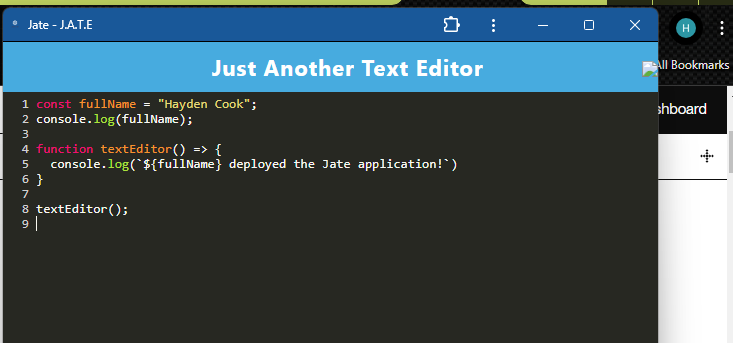 Jate - J.A.T.E
H
Just Another Text Editor
All Bookmarks
1 const fullName = "Hayden Cook";
shboard
2 console.log(fullName);
3
4 function textEditor() => {
5   console.log(`${fullName} deployed the Jate application!`)
6 }
7
8 textEditor();
9